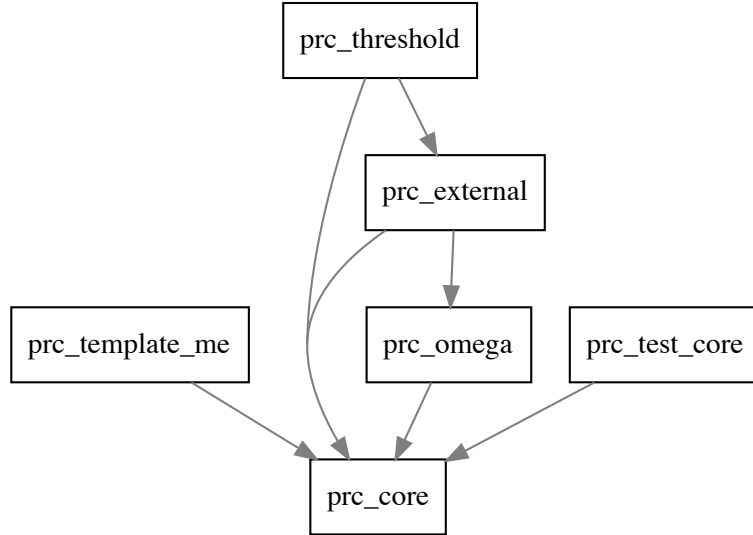 prc_threshold
prc_external
prc_template_me
prc_omega
prc_test_core
prc_core